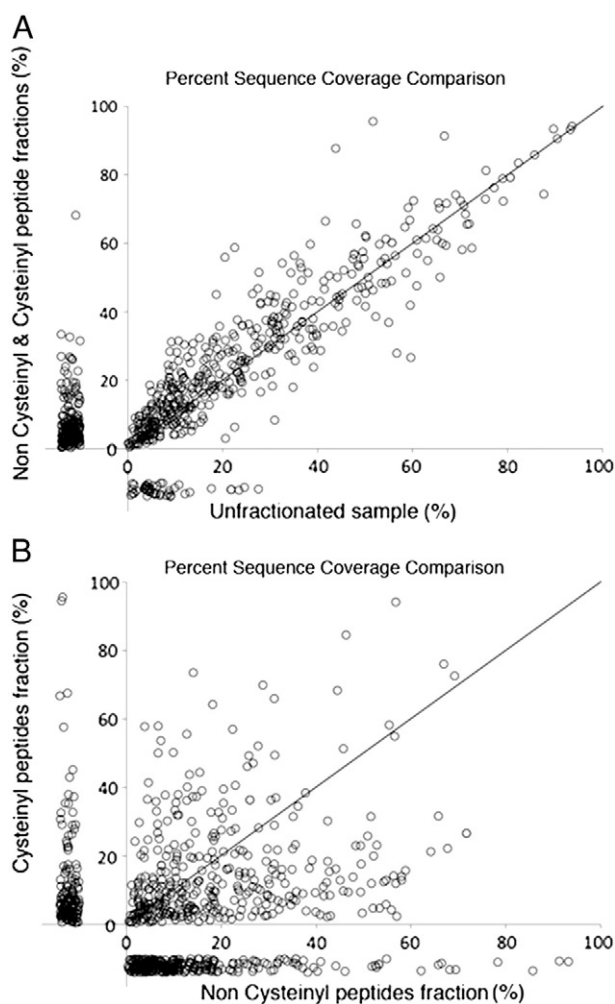 A
Percent Sequence Coverage Comparison
Non Cysteinyl & Cysteinyl peptide fractions (%)
100
80
60
40
20
0
0 20 40 60 80 100
Unfractionated sample (%)
B
Percent Sequence Coverage Comparison
Cysteinyl peptides fraction (%)
100
80
60
40
20
0
0 20 40 60 80 100
Non Cysteinyl peptides fraction (%)